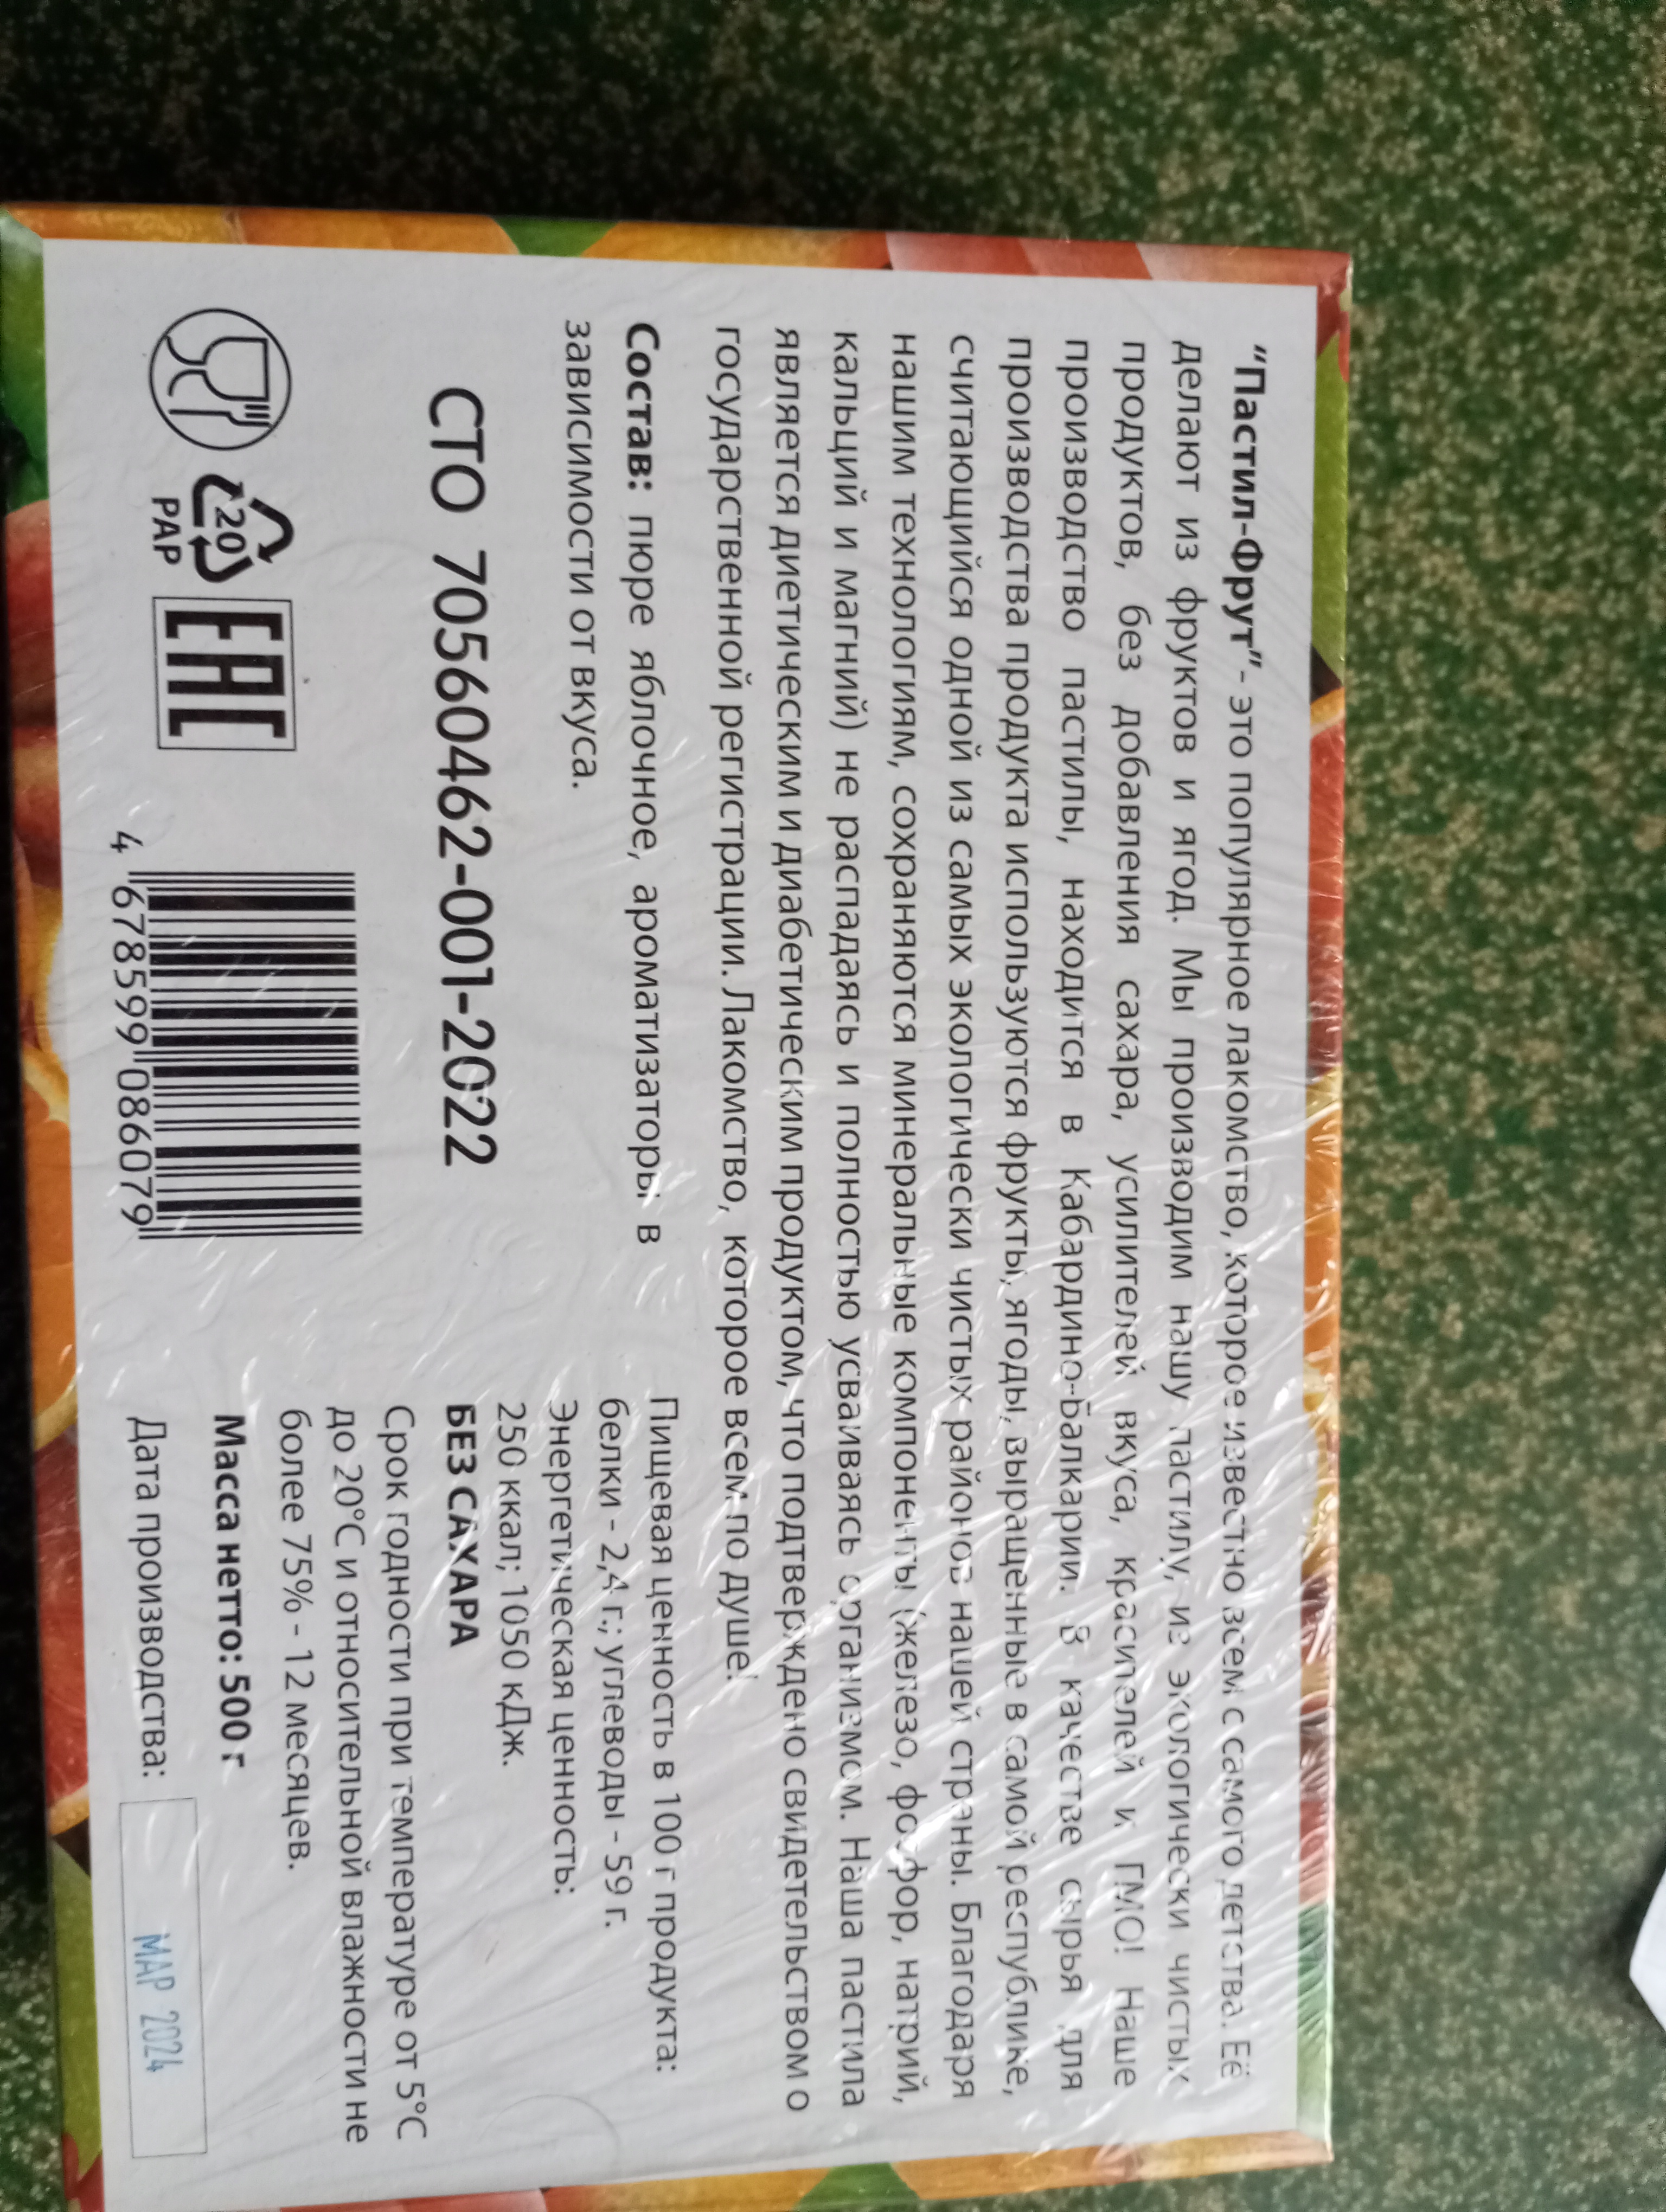 “Пастил-Фрут”- это популярное лакомство, которое известно всем с самого детства. Её
делают из фруктов и ягод. Мы производим нашу пастилу, из экологически чистых
продуктов, без добавления сахара, усилителей вкуса, красителей и ГМО! Наше
производство пастилы, находится в Кабардино-Балкарии. В качестве сырья для
производства продукта используются фрукты, ягоды, выращенные в самой республике,
считающийся одной из самых экологически чистых районов нашей страны. Благодаря
нашим технологиям, сохраняются минеральные компоненты (железо, фосфор, натрий,
кальций и магний) не распадаясь и полностью усваиваясь организмом. Наша пастила
является диетическим и диабетическим продуктом, что подтверждено свидетельством о
государственной регистрации. Лакомство, которое всем по душе!
Состав: пюре яблочное, ароматизаторы в
зависимости от вкуса.
СТО 70560462-001-2022
20
PAP
EAC
4 678599 086079
Пищевая ценность в 100 г продукта:
белки - 2,4 г.; углеводы - 59 г.
Энергетическая ценность:
250 ккал; 1050 кДж.
БЕЗ САХАРА
Срок годности при температуре от 5°C
до 20°C и относительной влажности не
более 75% - 12 месяцев.
Масса нетто: 500 г
Дата производства: МАР 2024